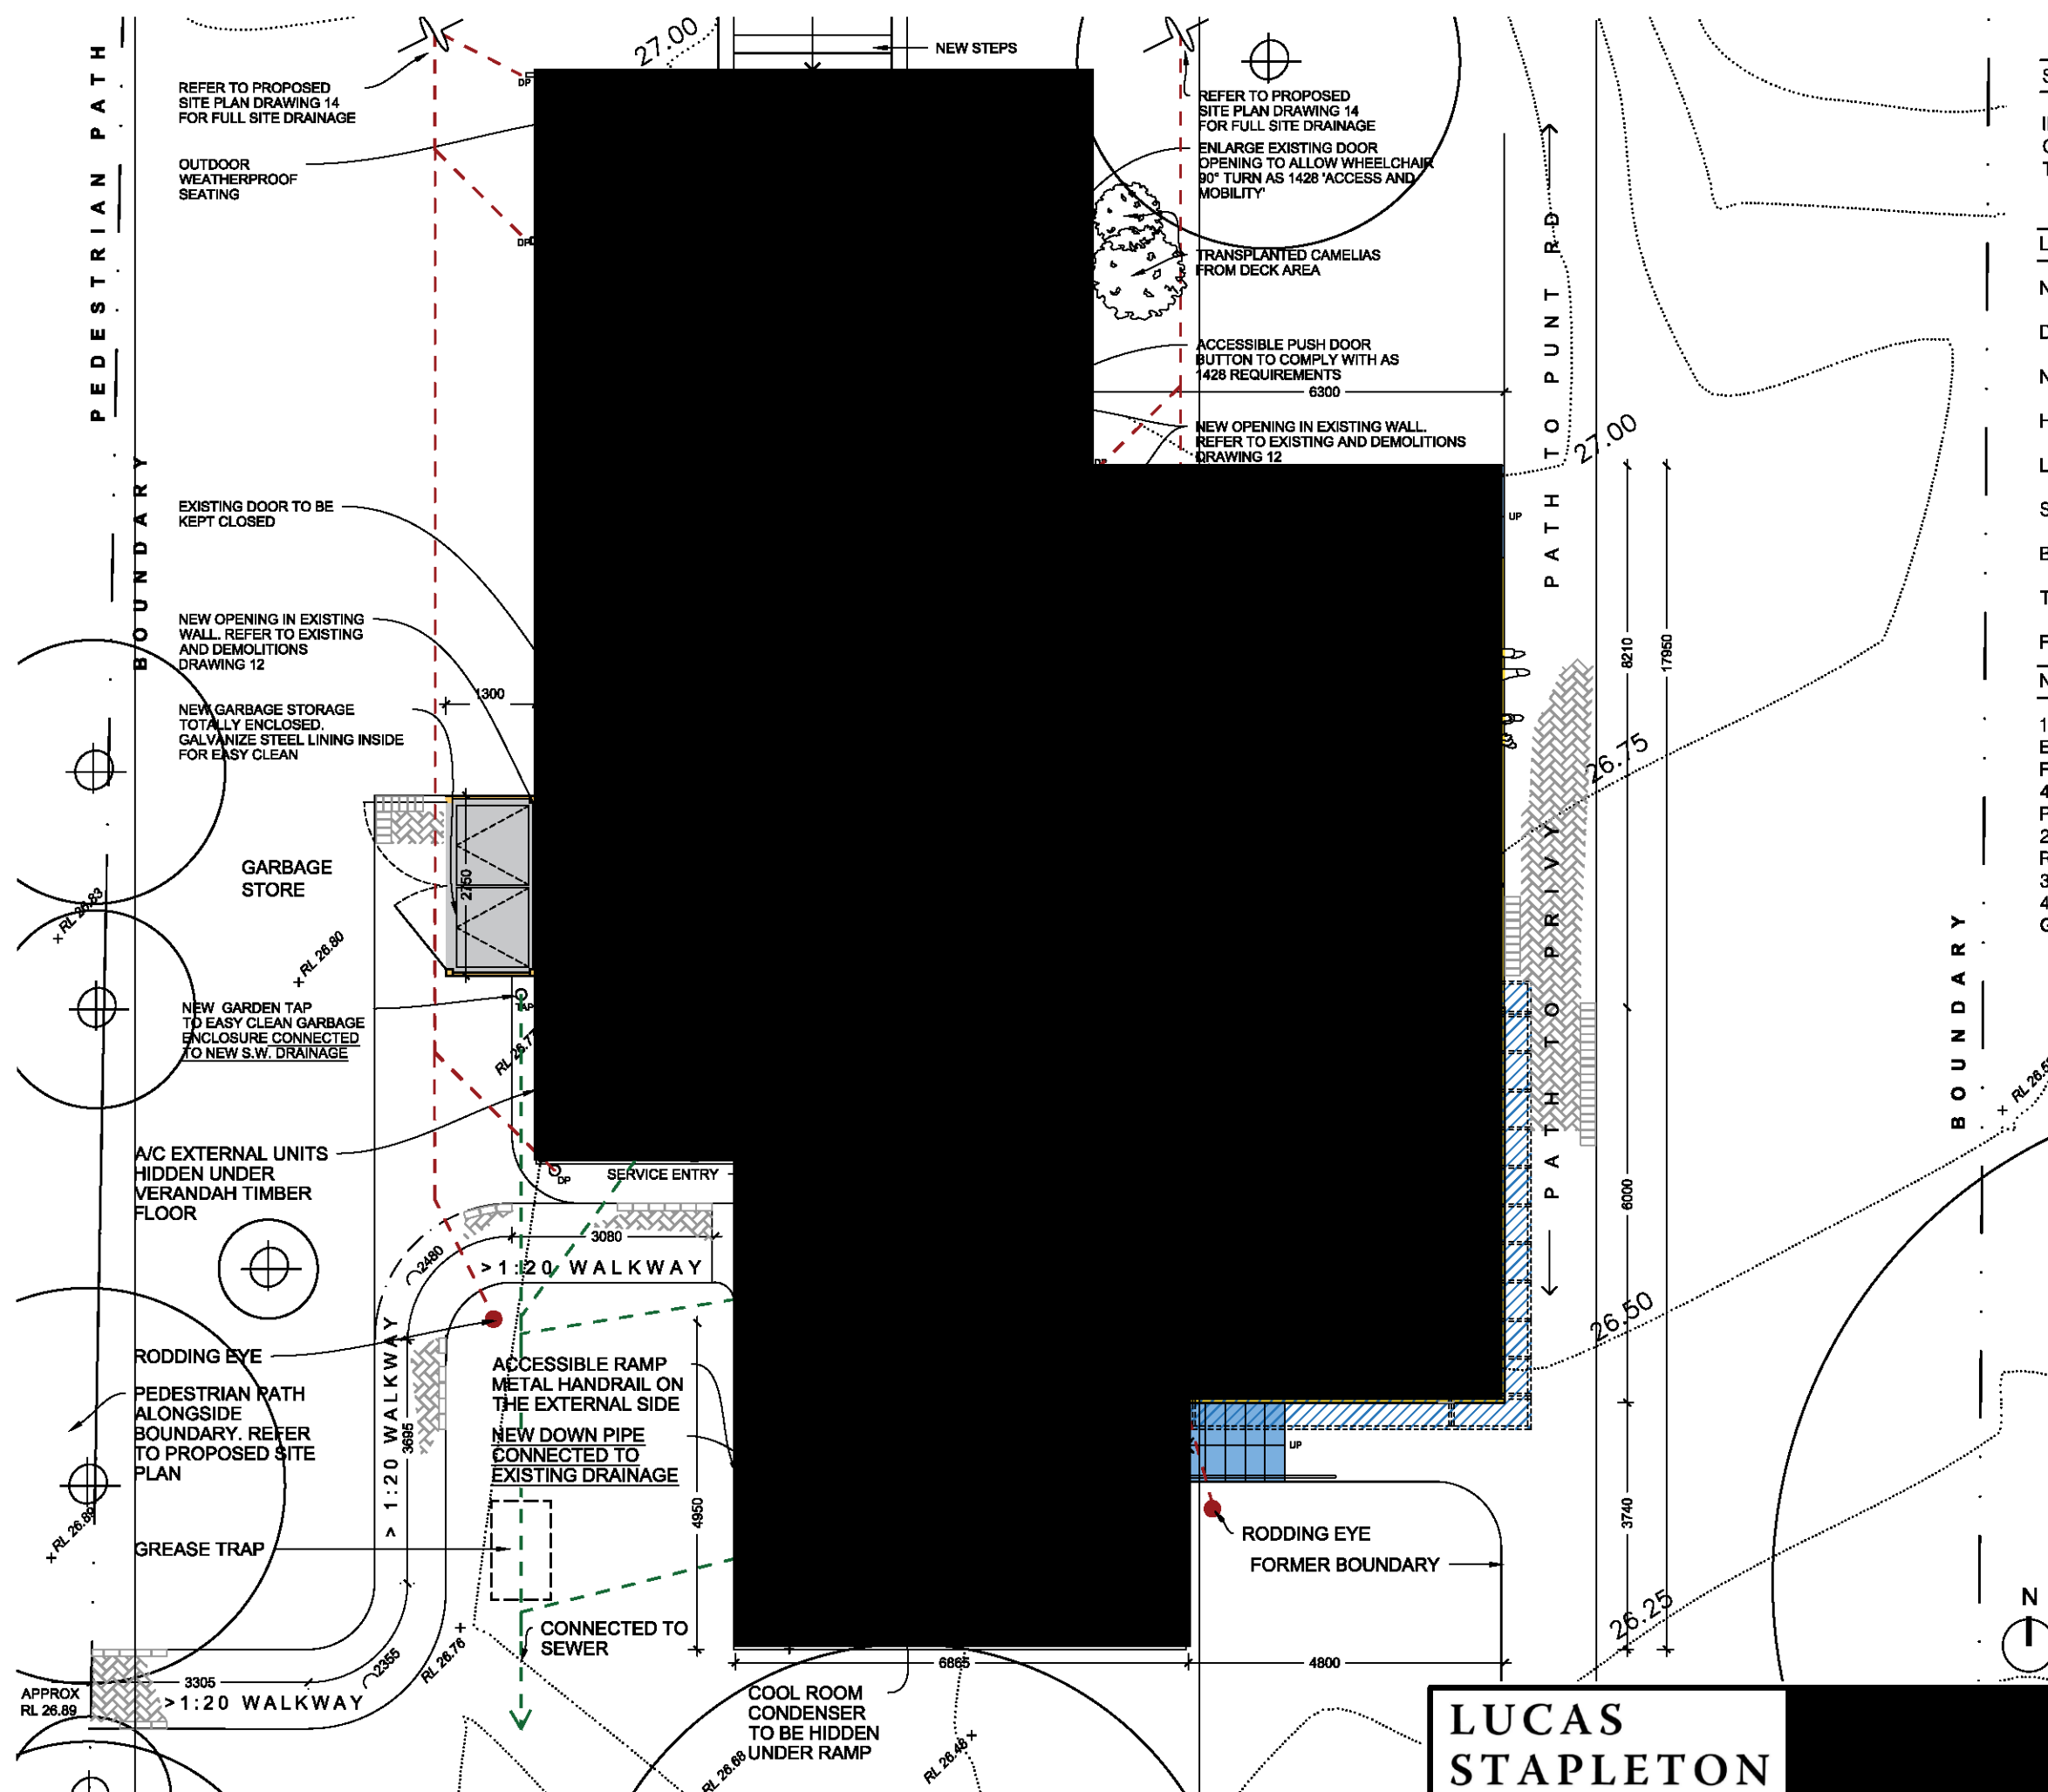 PEDESTRIAN PATH
BOUNDARY
27.00
NEW STEPS
REFER TO PROPOSED
SITE PLAN DRAWING 14
FOR FULL SITE DRAINAGE
DP
OUTDOOR
WEATHERPROOF
SEATING
DP
EXISTING DOOR TO BE
KEPT CLOSED
NEW OPENING IN EXISTING
WALL. REFER TO EXISTING
AND DEMOLITIONS
DRAWING 12
1300
NEW GARBAGE STORAGE
TOTALLY ENCLOSED.
GALVANIZE STEEL LINING INSIDE
FOR EASY CLEAN
GARBAGE
STORE
2750
RL 26.83
RL 26.80
NEW GARDEN TAP
TO EASY CLEAN GARBAGE
ENCLOSURE CONNECTED
TO NEW S.W. DRAINAGE
TAP
A/C EXTERNAL UNITS
HIDDEN UNDER
VERANDAH TIMBER
FLOOR
DP
SERVICE ENTRY
3080
2480
>1:20 WALKWAY
RODDING EYE
PEDESTRIAN PATH
ALONGSIDE
BOUNDARY. REFER
TO PROPOSED SITE
PLAN
> 1:20 WALKWAY
3695
ACCESSIBLE RAMP
METAL HANDRAIL ON
THE EXTERNAL SIDE
NEW DOWN PIPE
CONNECTED TO
EXISTING DRAINAGE
4950
GREASE TRAP
CONNECTED TO
SEWER
RL 26.76
2355
3305
>1:20 WALKWAY
APPROX
RL 26.89
COOL ROOM
CONDENSER
TO BE HIDDEN
UNDER RAMP
RL 26.68
RL 26.48
6865
4800
REFER TO PROPOSED
SITE PLAN DRAWING 14
FOR FULL SITE DRAINAGE
ENLARGE EXISTING DOOR
OPENING TO ALLOW WHEELCHAIR
90° TURN AS 1428 'ACCESS AND
MOBILITY'
TRANSPLANTED CAMELIAS
FROM DECK AREA
ACCESSIBLE PUSH DOOR
BUTTON TO COMPLY WITH AS
1428 REQUIREMENTS
6300
NEW OPENING IN EXISTING WALL.
REFER TO EXISTING AND DEMOLITIONS
DRAWING 12
DP
PATH TO PUNT RD
27.00
UP
8210
17950
26.75
PATH TO PRIVY
6000
26.50
UP
3740
RODDING EYE
FORMER BOUNDARY
26.25
BOUNDARY
N
LUCAS
STAPLETON